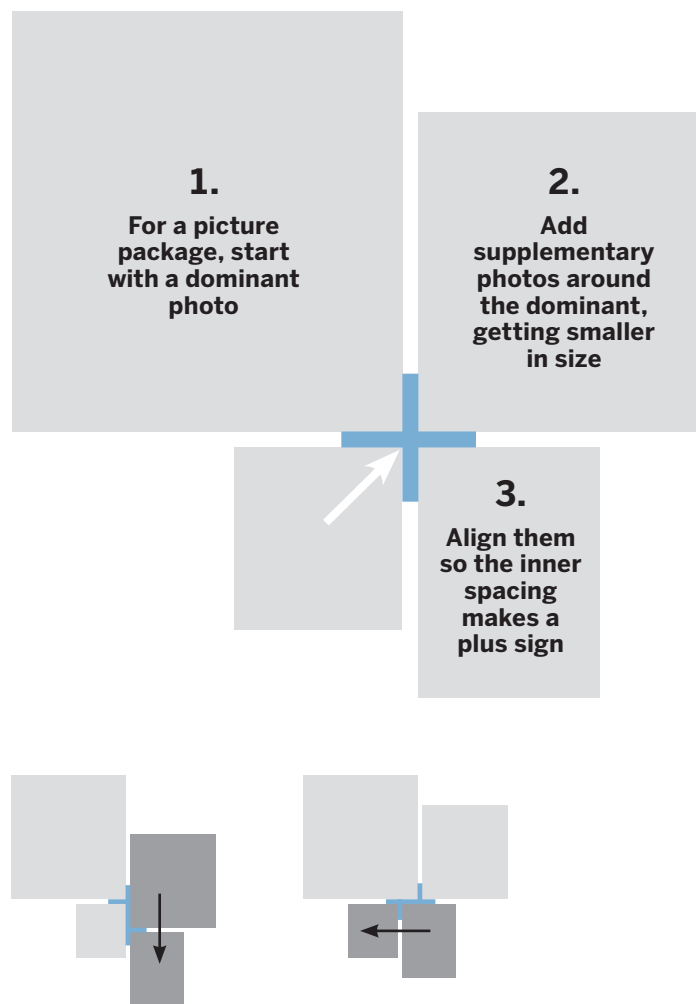 1.
For a picture
package, start
with a dominant
photo
2.
Add
supplementary
photos around
the dominant,
getting smaller
in size
3.
Align them
so the inner
spacing
makes a
plus sign